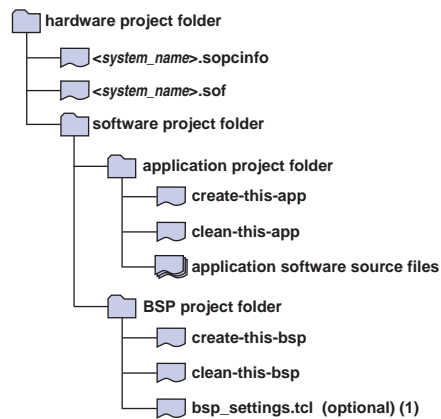 hardware project folder
<system_name>.sopcinfo
<system_name>.sof
software project folder
application project folder
create-this-app
clean-this-app
application software source files
BSP project folder
create-this-bsp
clean-this-bsp
bsp_settings.tcl (optional) (1)